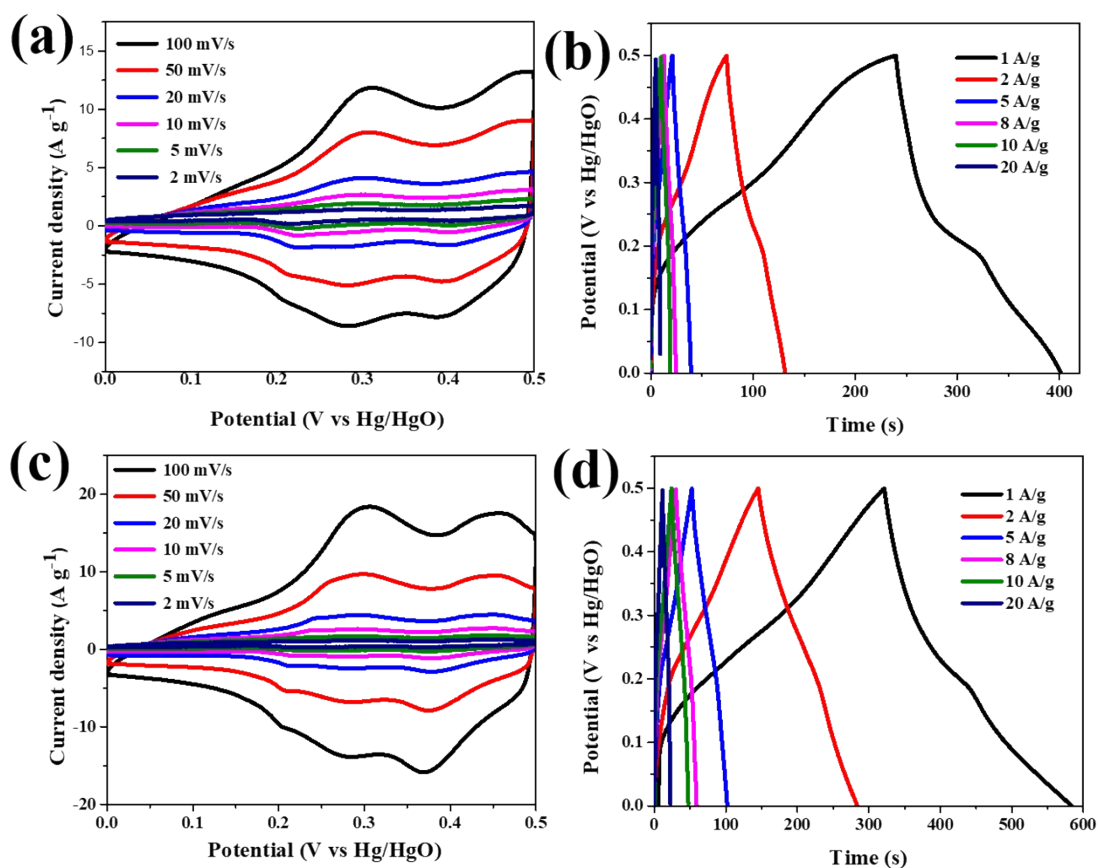 (a)
100 mV/s
50 mV/s
20 mV/s
10 mV/s
5 mV/s
2 mV/s
15
10
5
0
-5
-10
Current density (A g⁻¹)
0.0 0.1 0.2 0.3 0.4 0.5
Potential (V vs Hg/HgO)
(b)
1 A/g
2 A/g
5 A/g
8 A/g
10 A/g
20 A/g
0.5
0.4
0.3
0.2
0.1
0.0
Potential (V vs Hg/HgO)
0 100 200 300 400
Time (s)
(c)
100 mV/s
50 mV/s
20 mV/s
10 mV/s
5 mV/s
2 mV/s
20
10
0
-10
-20
Current density (A g⁻¹)
0.0 0.1 0.2 0.3 0.4 0.5
Potential (V vs Hg/HgO)
(d)
1 A/g
2 A/g
5 A/g
8 A/g
10 A/g
20 A/g
0.5
0.4
0.3
0.2
0.1
0.0
Potential (V vs Hg/HgO)
0 100 200 300 400 500 600
Time (s)